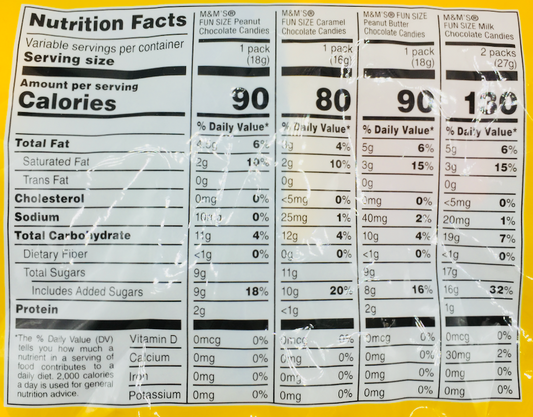 Nutrition Facts
Variable servings per container
Serving size
Amount per serving
Calories
M&M'S®
FUN SIZE Peanut
Chocolate Candies
1 pack
(18g)
90
M&M'S®
FUN SIZE Caramel
Chocolate Candies
1 pack
(16g)
80
M&M'S® FUN SIZE
Peanut Butter
Chocolate Candies
1 pack
(18g)
90
M&M'S®
FUN SIZE Milk
Chocolate Candies
2 packs
(27g)
130
% Daily Value* % Daily Value* % Daily Value* % Daily Value*
Total Fat 6% 4% 5g 6% 6g 6%
Saturated Fat 2g 10% 2g 10% 3g 15% 3g 15%
Trans Fat 0g 0g 0g 0g
Cholesterol 0mg 0% <5mg 0% 0mg 0% <5mg 0%
Sodium 10mg 0% 25mg 1% 40mg 2% 20mg 1%
Total Carbohydrate 11g 4% 12g 4% 10g 4% 19g 7%
Dietary Fiber <1g 0% 0g 0% <1g 0% <1g 0%
Total Sugars 9g 11g 9g 17g
Includes Added Sugars 9g 18% 10g 20% 8g 16% 16g 32%
Protein 2g <1g 2g 1g
*The % Daily Value (DV)
tells you how much a
nutrient in a serving of
food contributes to a
daily diet. 2,000 calories
a day is used for general
nutrition advice.
Vitamin D 0mcg 0% 0mcg 0% 0mcg 0% 0mcg 0%
Calcium 0mg 0% 0mg 0% 0mg 0% 30mg 2%
Iron 0mg 0% 0mg 0% 0mg 0% 0mg 0%
Potassium 0mg 0% 0mg 0% 0mg 0% 0mg 0%